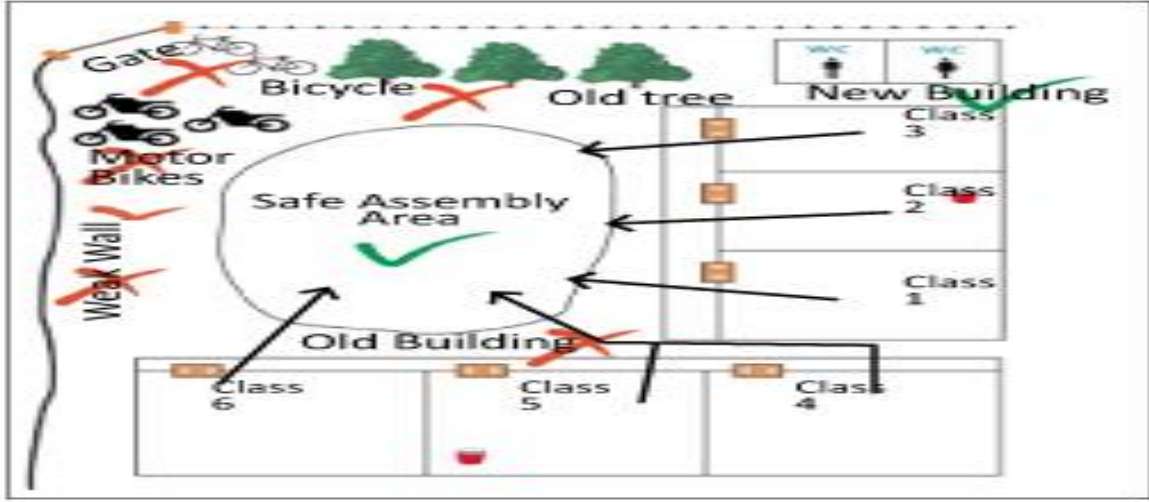 WC WC
Gate
Bicycle
Old tree
New Building
Class
3
Motor
Bikes
Safe Assembly
Area
Class
2
Weak Wall
Class
1
Old Building
Class
6
Class
5
Class
4